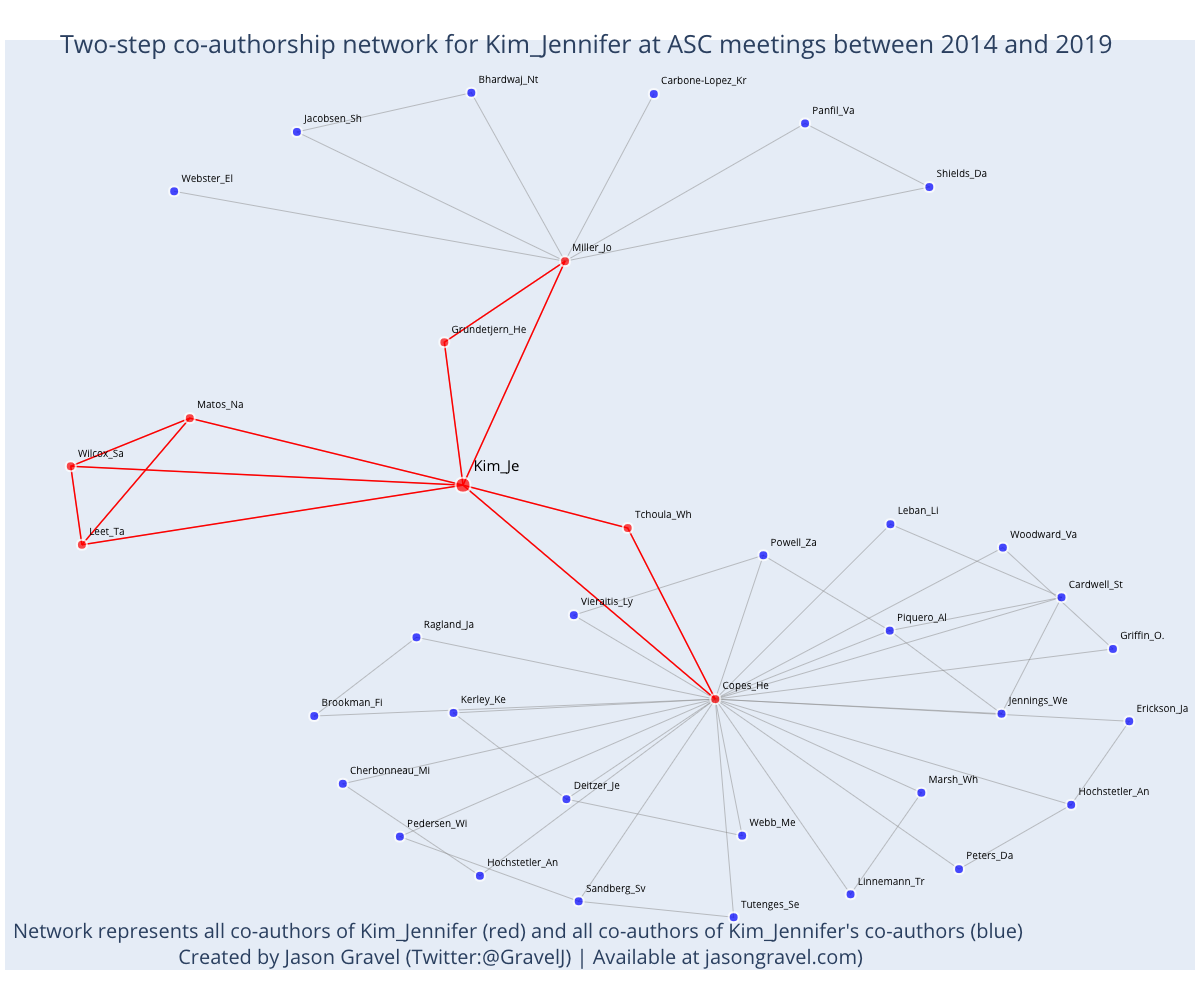 Two-step co-authorship network for Kim_Jennifer at ASC meetings between 2014 and 2019
Bhardwaj_Nt
Carbone-Lopez_Kr
Jacobsen_Sh
Panfil_Va
Webster_El
Shields_Da
Miller_Jo
Grundetjern_He
Matos_Na
Wilcox_Sa
Kim_Je
Leet_Ta
Tchoula_Wh
Leban_Li
Woodward_Va
Powell_Za
Cardwell_St
Vieraitis_Ly
Ragland_Ja
Piquero_Al
Griffin_O.
Copes_He
Brookman_Fi
Kerley_Ke
Jennings_We
Erickson_Ja
Cherbonneau_Mi
Deitzer_Je
Marsh_Wh
Hochstetler_An
Pedersen_Wi
Webb_Me
Hochstetler_An
Peters_Da
Sandberg_Sv
Linnemann_Tr
Tutenges_Se
Network represents all co-authors of Kim_Jennifer (red) and all co-authors of Kim_Jennifer's co-authors (blue)
Created by Jason Gravel (Twitter:@GravelJ) | Available at jasongravel.com)